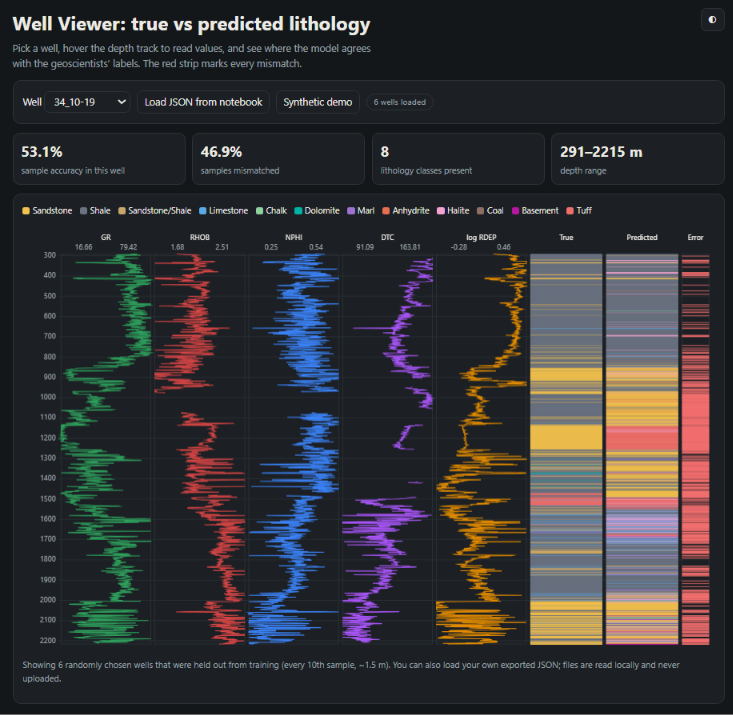 Well Viewer: true vs predicted lithology
Pick a well, hover the depth track to read values, and see where the model agrees
with the geoscientists' labels. The red strip marks every mismatch.
Well 34_10-19 Load JSON from notebook Synthetic demo 6 wells loaded
53.1% 46.9% 8 291–2215 m
sample accuracy in this well samples mismatched lithology classes present depth range
Sandstone Shale Sandstone/Shale Limestone Chalk Dolomite Marl Anhydrite Halite Coal Basement Tuff
GR RHOB NPHI DTC log RDEP True Predicted Error
16.66 79.42 1.68 2.51 0.25 0.54 91.09 163.81 -0.28 0.46
300
400
500
600
700
800
900
1000
1100
1200
1300
1400
1500
1600
1700
1800
1900
2000
2100
2200
Showing 6 randomly chosen wells that were held out from training (every 10th sample, ~1.5 m). You can also load your own exported JSON; files are read locally and never
uploaded.